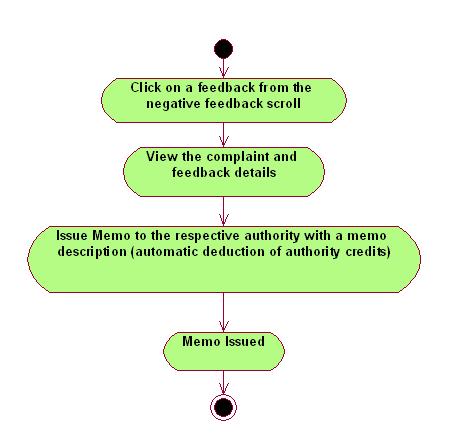 Click on a feedback from the
negative feedback scroll
View the complaint and
feedback details
Issue Memo to the respective authority with a memo
description (automatic deduction of authority credits)
Memo Issued